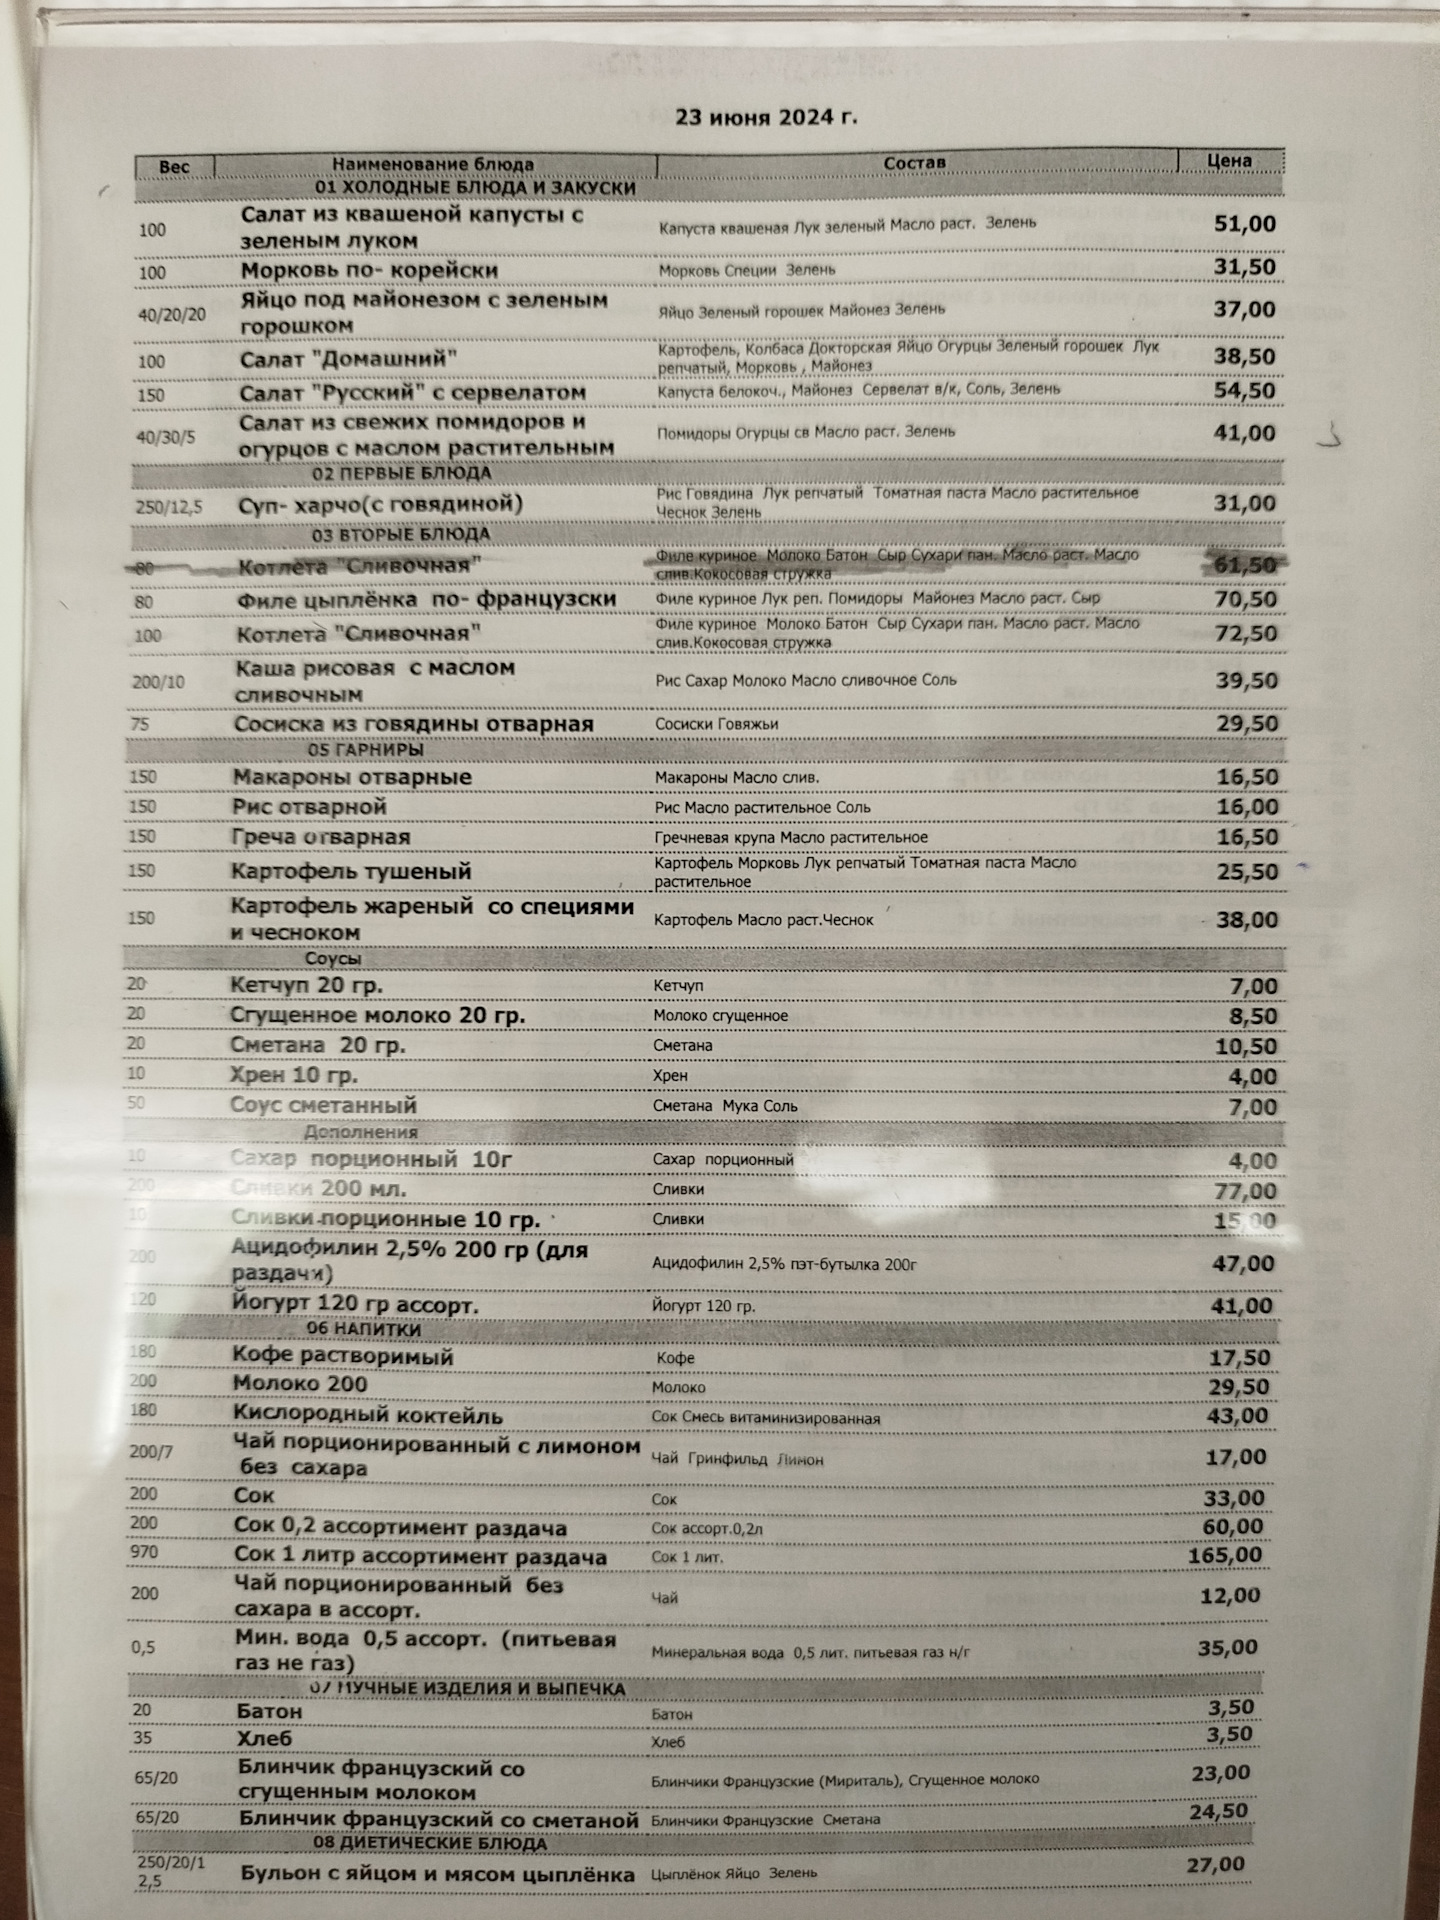 23 июня 2024 г.
Вес Наименование блюда Состав Цена
01 ХОЛОДНЫЕ БЛЮДА И ЗАКУСКИ
100 Салат из квашеной капусты с зеленым луком Капуста квашеная Лук зеленый Масло раст. Зелень 51,00
100 Морковь по- корейски Морковь Специи Зелень 31,50
40/20/20 Яйцо под майонезом с зеленым горошком Яйцо Зеленый горошек Майонез Зелень 37,00
100 Салат "Домашний" Картофель, Колбаса Докторская Яйцо Огурцы Зеленый горошек Лук репчатый, Морковь , Майонез 38,50
150 Салат "Русский" с сервелатом Капуста белокоч., Майонез Сервелат в/к, Соль, Зелень 54,50
40/30/5 Салат из свежих помидоров и огурцов с маслом растительным Помидоры Огурцы св Масло раст. Зелень 41,00
02 ПЕРВЫЕ БЛЮДА
250/12,5 Суп- харчо(с говядиной) Рис Говядина Лук репчатый Томатная паста Масло растительное Чеснок Зелень 31,00
03 ВТОРЫЕ БЛЮДА
80 Котлета "Сливочная" Филе куриное Молоко Батон Сыр Сухари пан. Масло раст. Масло слив.Кокосовая стружка 61,50
80 Филе цыплёнка по- французски Филе куриное Лук реп. Помидоры Майонез Масло раст. Сыр 70,50
100 Котлета "Сливочная" Филе куриное Молоко Батон Сыр Сухари пан. Масло раст. Масло слив.Кокосовая стружка 72,50
200/10 Каша рисовая с маслом сливочным Рис Сахар Молоко Масло сливочное Соль 39,50
75 Сосиска из говядины отварная Сосиски Говяжьи 29,50
05 ГАРНИРЫ
150 Макароны отварные Макароны Масло слив. 16,50
150 Рис отварной Рис Масло растительное Соль 16,00
150 Греча отварная Гречневая крупа Масло растительное 16,50
150 Картофель тушеный Картофель Морковь Лук репчатый Томатная паста Масло растительное 25,50
150 Картофель жареный со специями и чесноком Картофель Масло раст.Чеснок 38,00
Соусы
20 Кетчуп 20 гр. Кетчуп 7,00
20 Сгущенное молоко 20 гр. Молоко сгущенное 8,50
20 Сметана 20 гр. Сметана 10,50
10 Хрен 10 гр. Хрен 4,00
50 Соус сметанный Сметана Мука Соль 7,00
Дополнения
10 Сахар порционный 10г Сахар порционный 4,00
200 Сливки 200 мл. Сливки 77,00
10 Сливки порционные 10 гр. Сливки 15,00
200 Ацидофилин 2,5% 200 гр (для раздачи) Ацидофилин 2,5% пэт-бутылка 200г 47,00
120 Йогурт 120 гр ассорт. Йогурт 120 гр. 41,00
06 НАПИТКИ
180 Кофе растворимый Кофе 17,50
200 Молоко 200 Молоко 29,50
180 Кислородный коктейль Сок Смесь витаминизированная 43,00
200/7 Чай порционированный с лимоном без сахара Чай Гринфильд Лимон 17,00
200 Сок Сок 33,00
200 Сок 0,2 ассортимент раздача Сок ассорт.0,2л 60,00
970 Сок 1 литр ассортимент раздача Сок 1 лит. 165,00
200 Чай порционированный без сахара в ассорт. Чай 12,00
0,5 Мин. вода 0,5 ассорт. (питьевая газ не газ) Минеральная вода 0,5 лит. питьевая газ н/г 35,00
07 МУЧНЫЕ ИЗДЕЛИЯ И ВЫПЕЧКА
20 Батон Батон 3,50
35 Хлеб Хлеб 3,50
65/20 Блинчик французский со сгущенным молоком Блинчики Французские (Мириталь), Сгущенное молоко 23,00
65/20 Блинчик французский со сметаной Блинчики Французские Сметана 24,50
08 ДИЕТИЧЕСКИЕ БЛЮДА
250/20/12,5 Бульон с яйцом и мясом цыплёнка Цыплёнок Яйцо Зелень 27,00